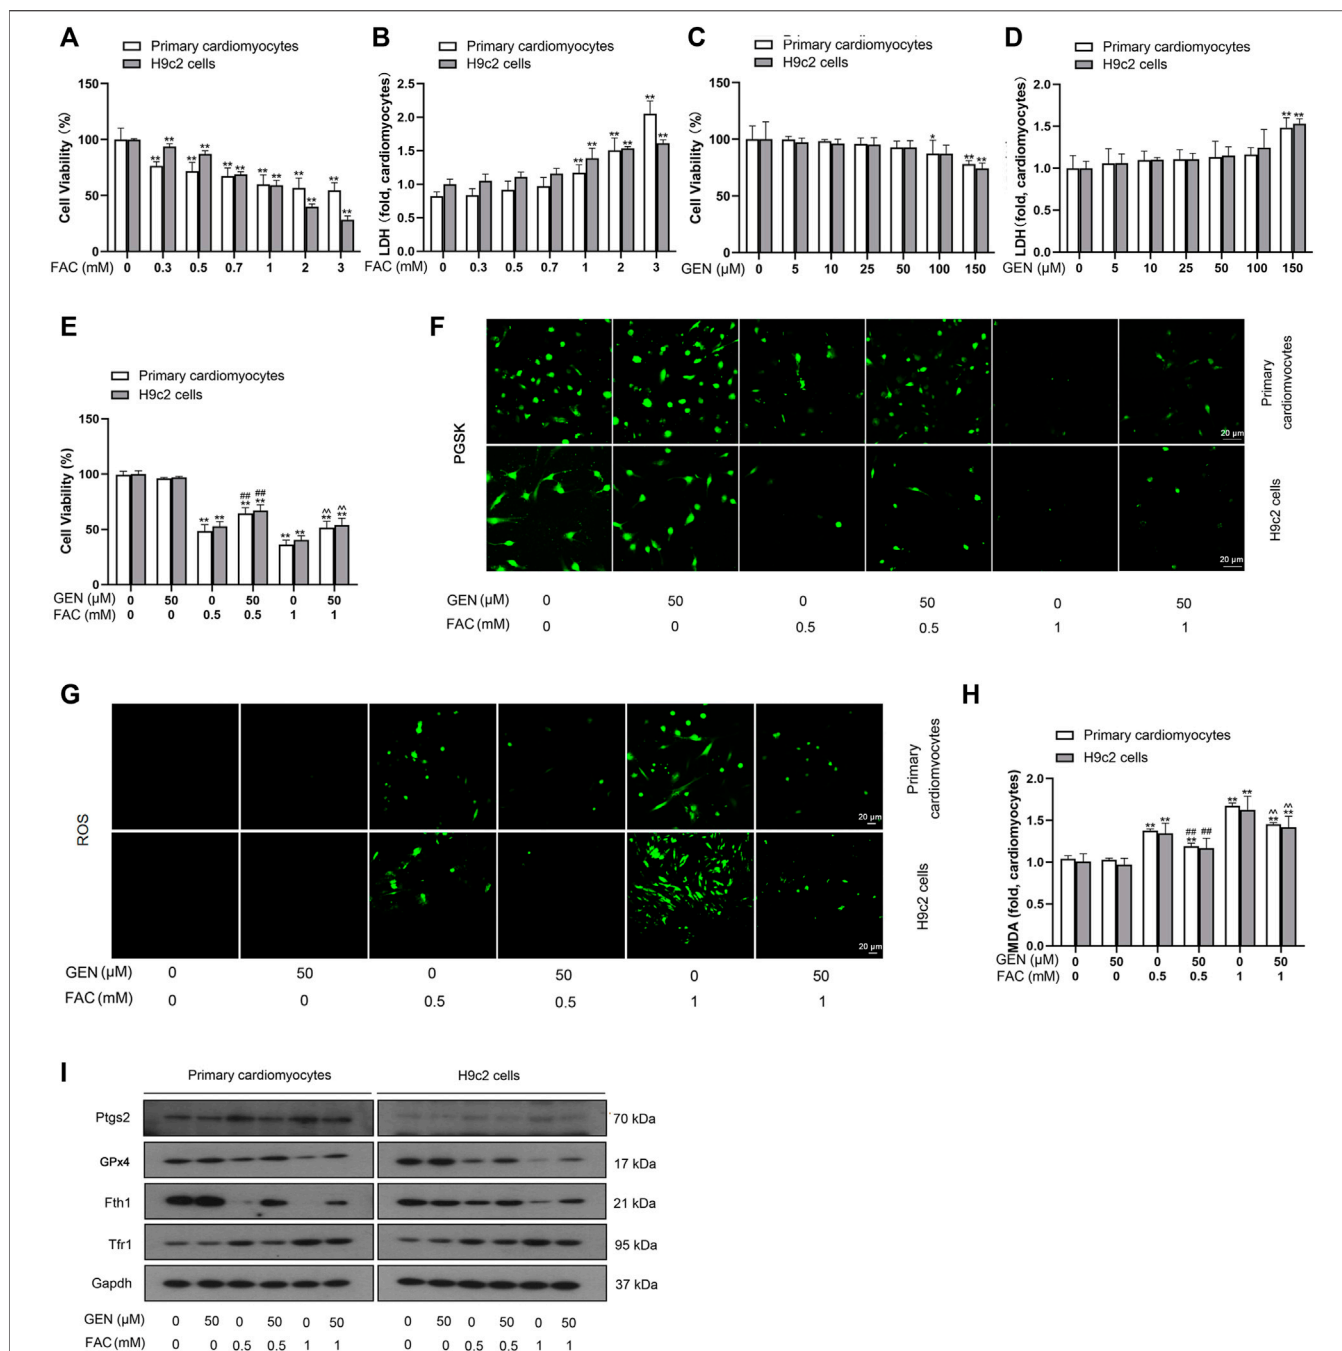 A
Primary cardiomyocytes
H9c2 cells
Cell Viability (%)
150
100
50
0
** ** ** ** ** ** ** ** ** ** ** **
FAC (mM) 0 0.3 0.5 0.7 1 2 3
B
Primary cardiomyocytes
H9c2 cells
LDH (fold, cardiomyocytes)
2.5
2.0
1.5
1.0
0.5
0.0
** ** ** ** ** **
FAC (mM) 0 0.3 0.5 0.7 1 2 3
C
Primary cardiomyocytes
H9c2 cells
Cell Viability (%)
150
100
50
0
* ** **
GEN (μM) 0 5 10 25 50 100 150
D
Primary cardiomyocytes
H9c2 cells
LDH (fold, cardiomyocytes)
2.0
1.5
1.0
0.5
0.0
** **
GEN (μM) 0 5 10 25 50 100 150
E
Primary cardiomyocytes
H9c2 cells
Cell Viability (%)
150
100
50
0
## ## ^^ ^^
** ** ** ** ** ** ** **
GEN (μM) 0 50 0 50 0 50
FAC (mM) 0 0 0.5 0.5 1 1
F
PGSK
Primary
cardiomvocytes
20 μm
H9c2 cells
20 μm
GEN (μM) 0 50 0 50 0 50
FAC (mM) 0 0 0.5 0.5 1 1
G
ROS
Primary
cardiomvocytes
20 μm
H9c2 cells
20 μm
GEN (μM) 0 50 0 50 0 50
FAC (mM) 0 0 0.5 0.5 1 1
H
Primary cardiomyocytes
H9c2 cells
MDA (fold, cardiomyocytes)
2.0
1.5
1.0
0.5
0.0
## ## ^^ ^^
** ** ** ** ** ** **
GEN (μM) 0 50 0 50 0 50
FAC (mM) 0 0 0.5 0.5 1 1
I
Primary cardiomyocytes H9c2 cells
Ptgs2 70 kDa
GPx4 17 kDa
Fth1 21 kDa
Tfr1 95 kDa
Gapdh 37 kDa
GEN (μM) 0 50 0 50 0 50 0 50 0 50 0 50
FAC (mM) 0 0 0.5 0.5 1 1 0 0 0.5 0.5 1 1